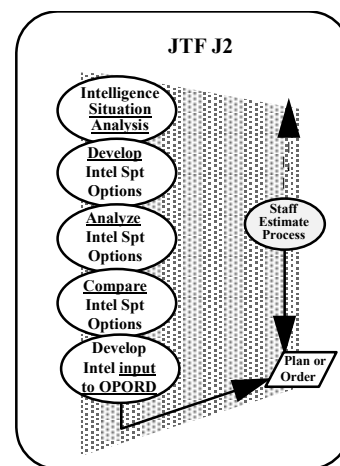 JTF J2
Intelligence
Situation
Analysis
Develop
Intel Spt
Options
Analyze
Intel Spt
Options
Compare
Intel Spt
Options
Develop
Intel input
to OPORD
Staff
Estimate
Process
Plan or
Order